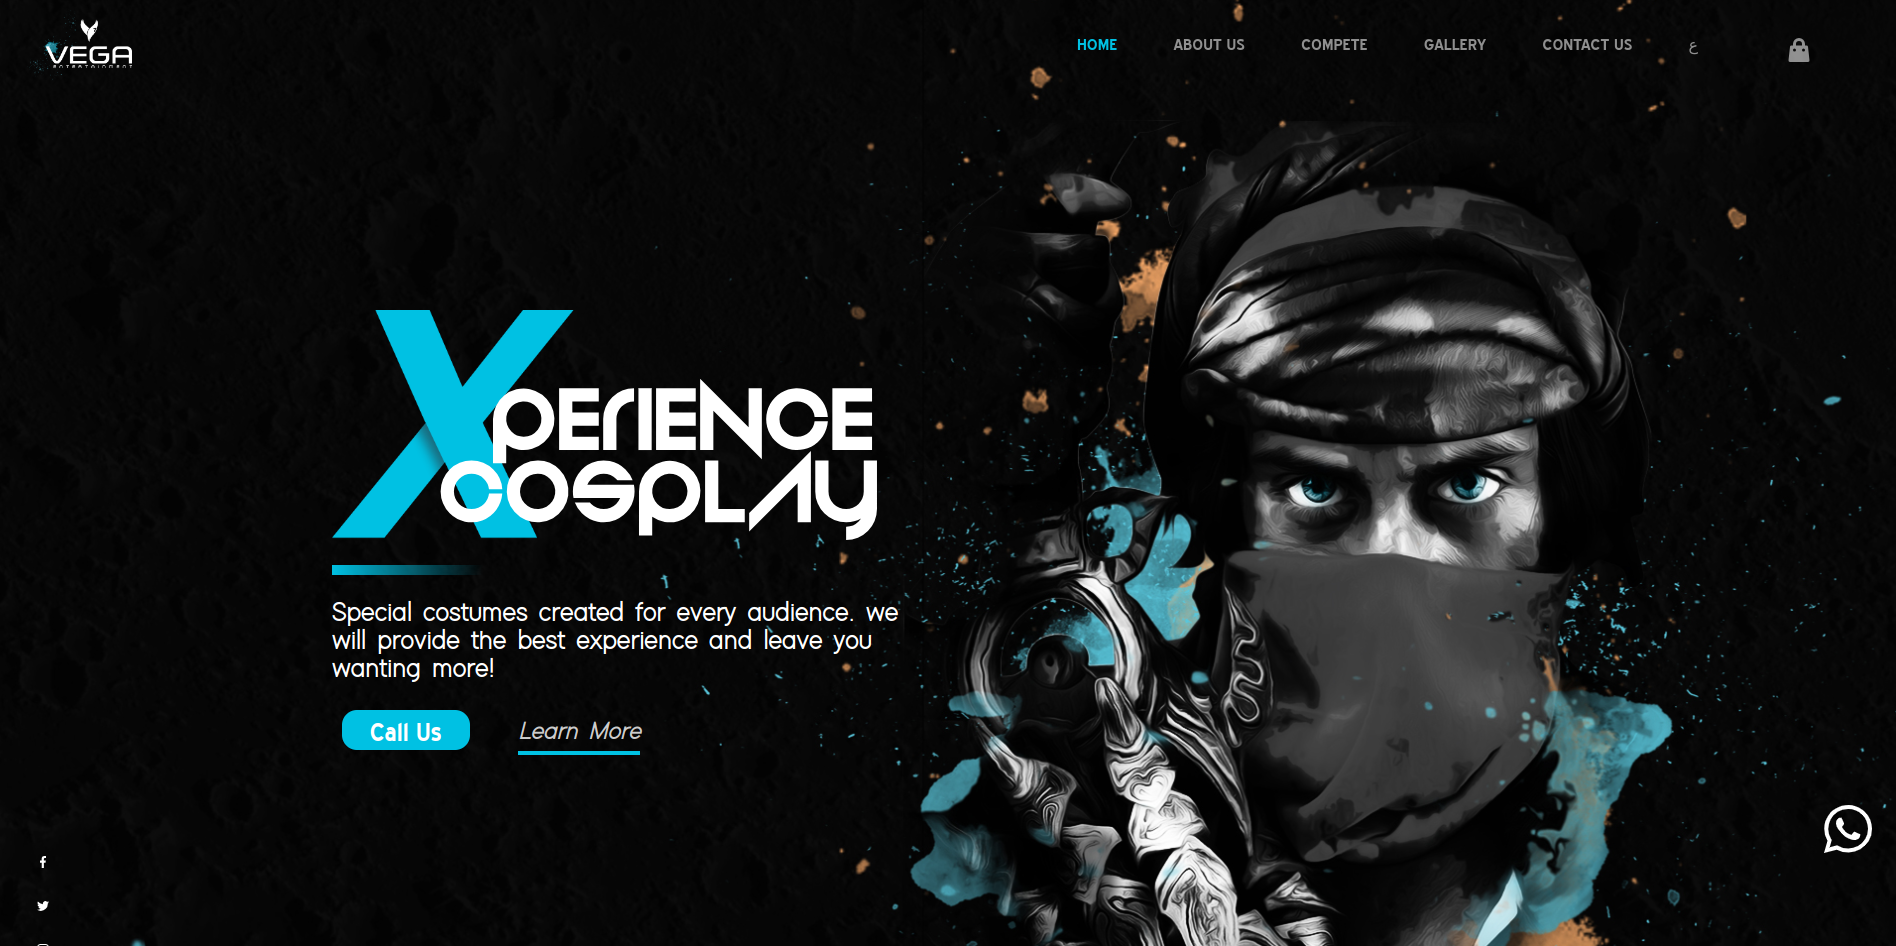 VEGA
ENTERTAINMENT
HOME
ABOUT US
COMPETE
GALLERY
CONTACT US
ع
XPERIENCE
COSPLAY
Special costumes created for every audience. we
will provide the best experience and leave you
wanting more!
Call Us
Learn More